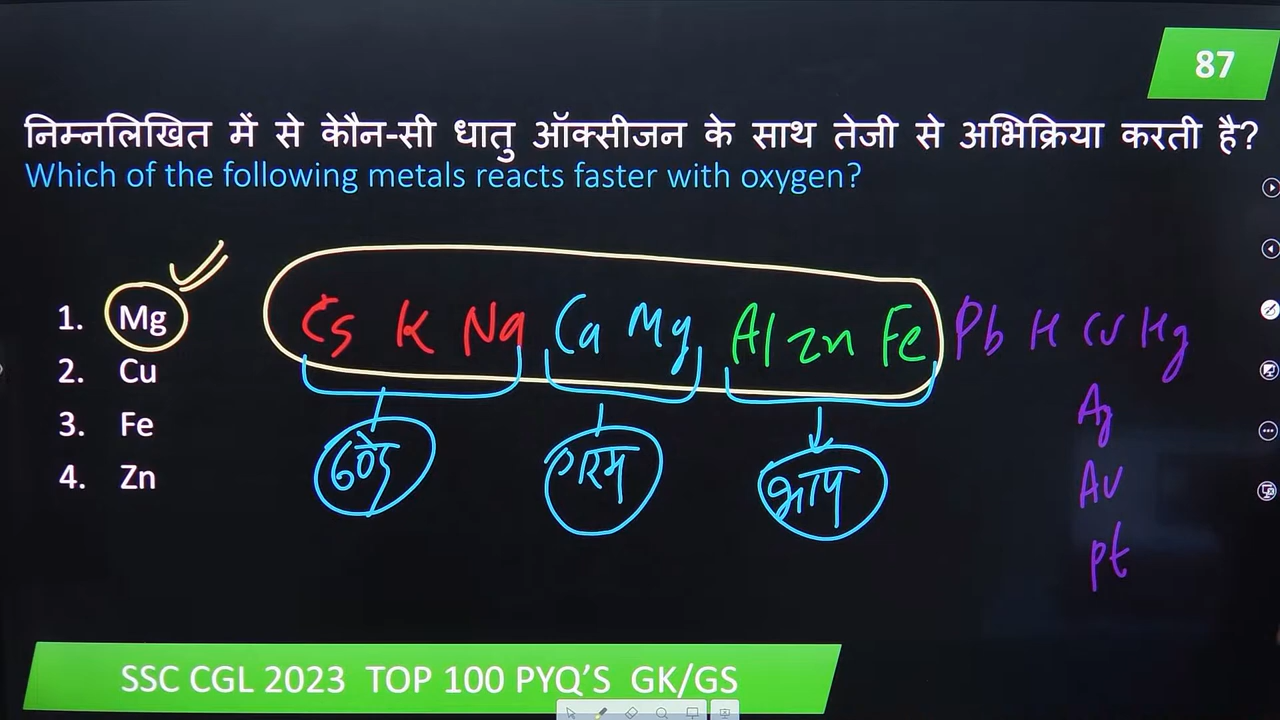 87
निम्नलिखित में से केौन-सी धातु ऑक्सीजन के साथ तेजी से अभिक्रिया करती है?
Which of the following metals reacts faster with oxygen?
1. Mg
2. Cu
3. Fe
4. Zn
Cs K Na Ca Mg Al Zn Fe Pb H Cu Hg
Ag
Au
Pt
गरम
भाप
SSC CGL 2023 TOP 100 PYQ’S GK/GS